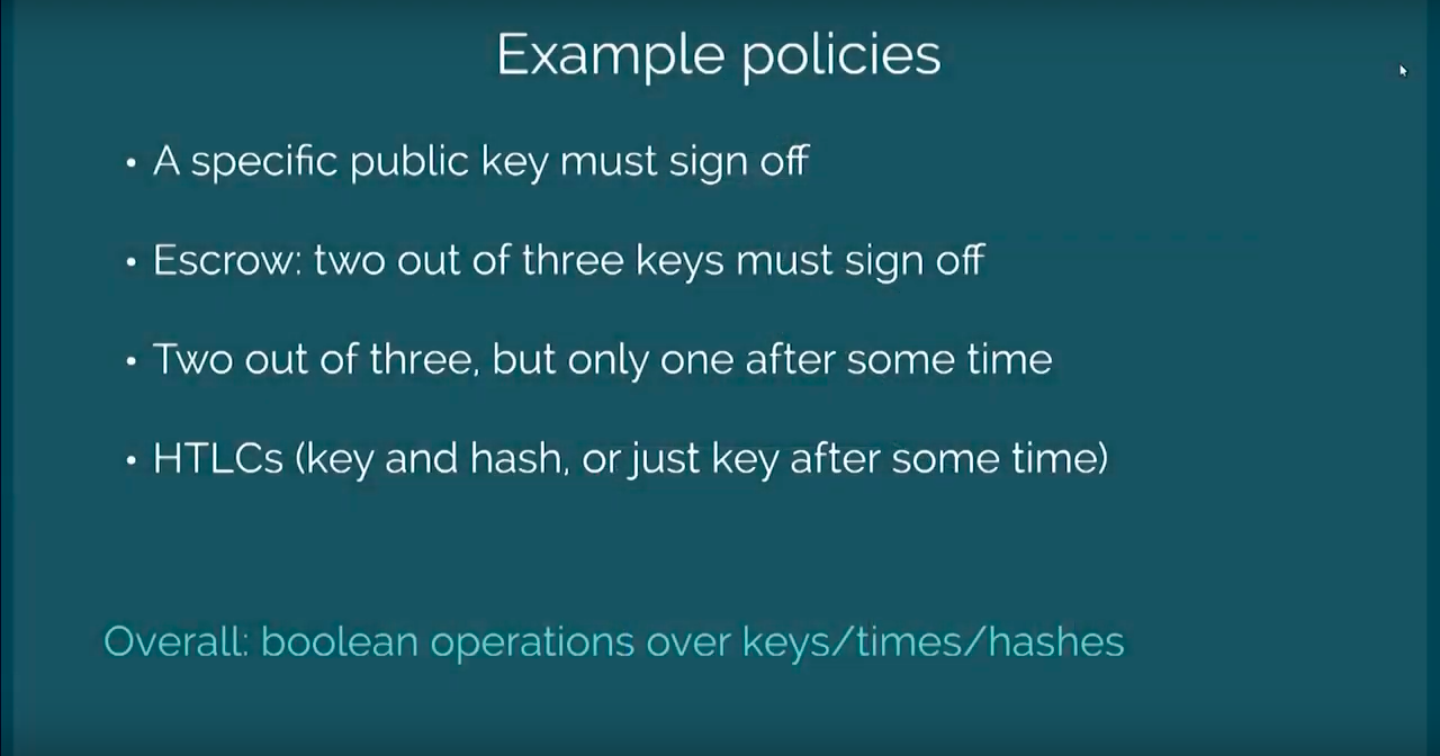 Example policies
• A specific public key must sign off
• Escrow: two out of three keys must sign off
• Two out of three, but only one after some time
• HTLCs (key and hash, or just key after some time)
Overall: boolean operations over keys/times/hashes